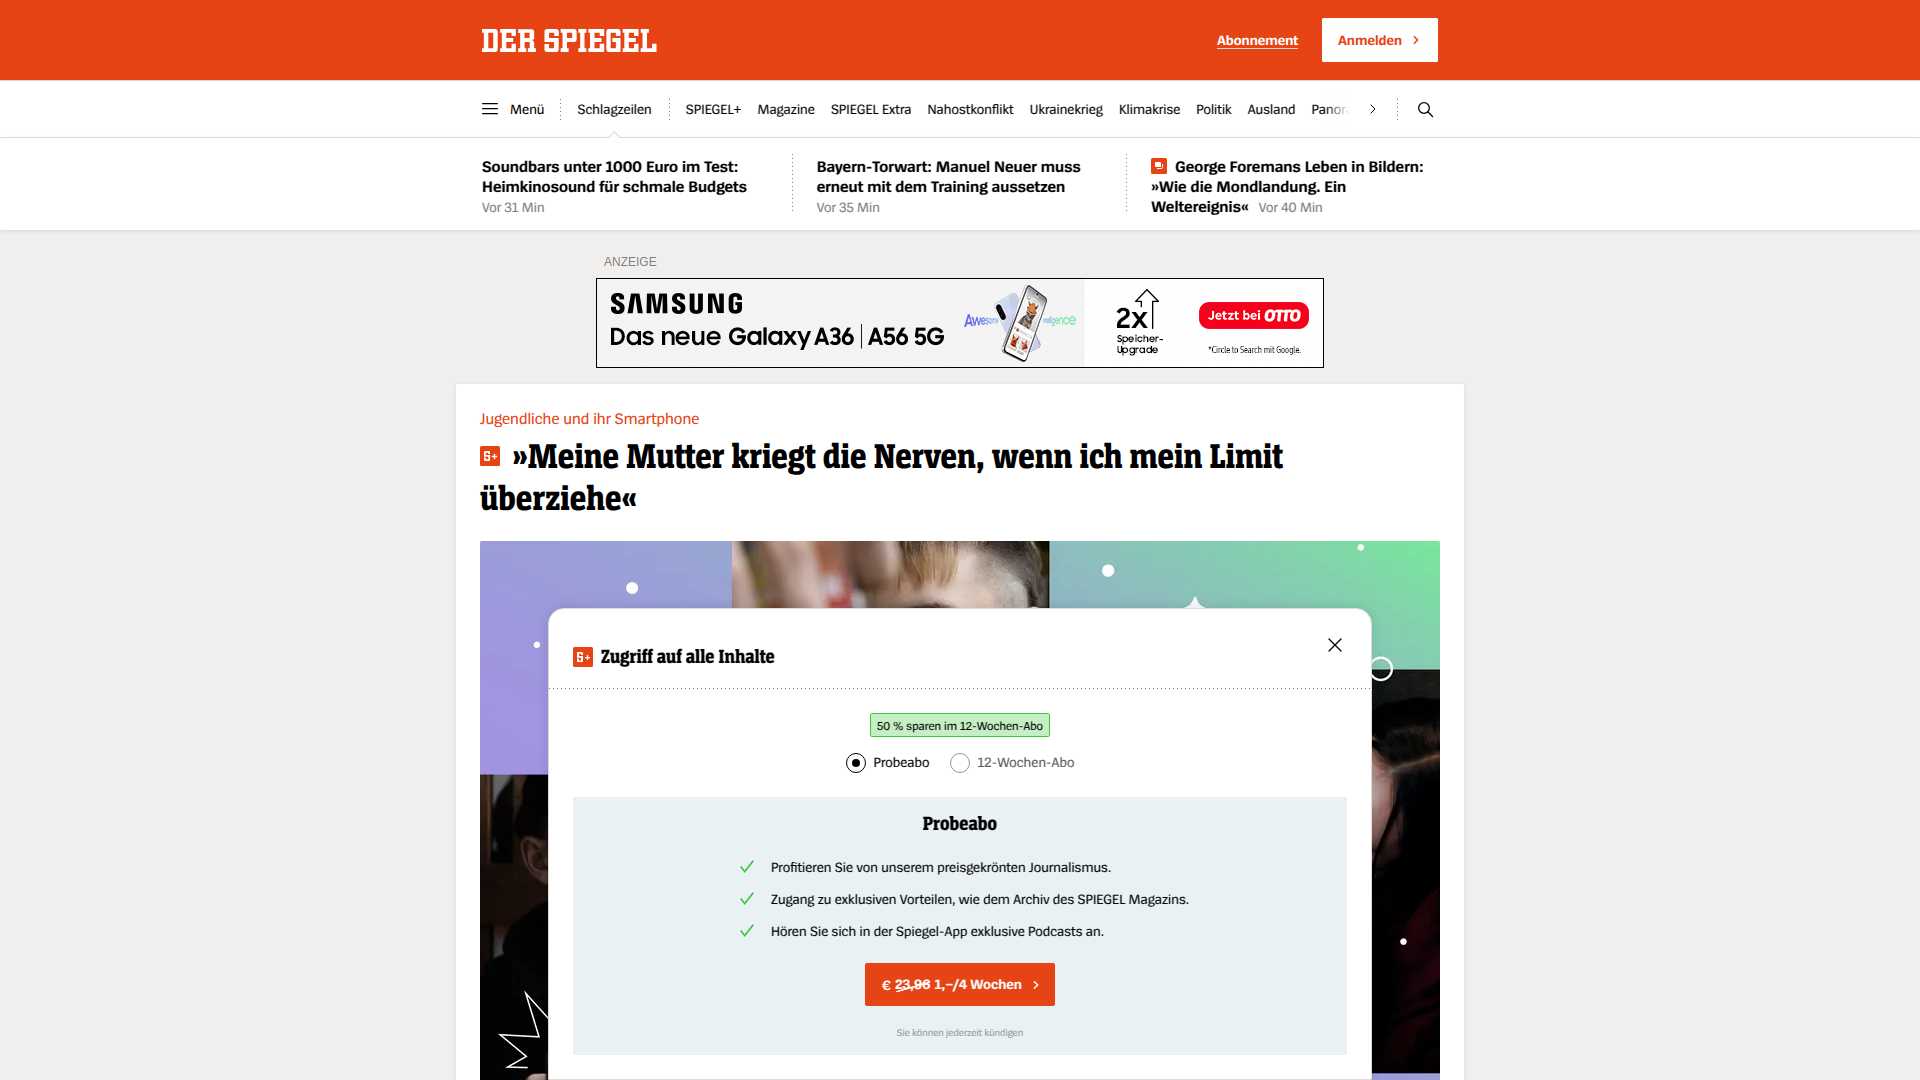 DER SPIEGEL
Abonnement
Anmelden
Menü
Schlagzeilen
SPIEGEL+
Magazine
SPIEGEL Extra
Nahostkonflikt
Ukrainekrieg
Klimakrise
Politik
Ausland
Soundbars unter 1000 Euro im Test:
Heimkinosound für schmale Budgets
Vor 31 Min
Bayern-Torwart: Manuel Neuer muss
erneut mit dem Training aussetzen
Vor 35 Min
George Foremans Leben in Bildern:
»Wie die Mondlandung. Ein
Weltereignis« Vor 40 Min
ANZEIGE
SAMSUNG
Das neue Galaxy A36 | A56 5G
2x
Speicher-
Upgrade
Jetzt bei OTTO
*Circle to Search mit Google.
Jugendliche und ihr Smartphone
»Meine Mutter kriegt die Nerven, wenn ich mein Limit
überziehe«
Zugriff auf alle Inhalte
50 % sparen im 12-Wochen-Abo
Probeabo
12-Wochen-Abo
Probeabo
Profitieren Sie von unserem preisgekrönten Journalismus.
Zugang zu exklusiven Vorteilen, wie dem Archiv des SPIEGEL Magazins.
Hören Sie sich in der Spiegel-App exklusive Podcasts an.
€ 23,96 1,–/4 Wochen
Sie können jederzeit kündigen